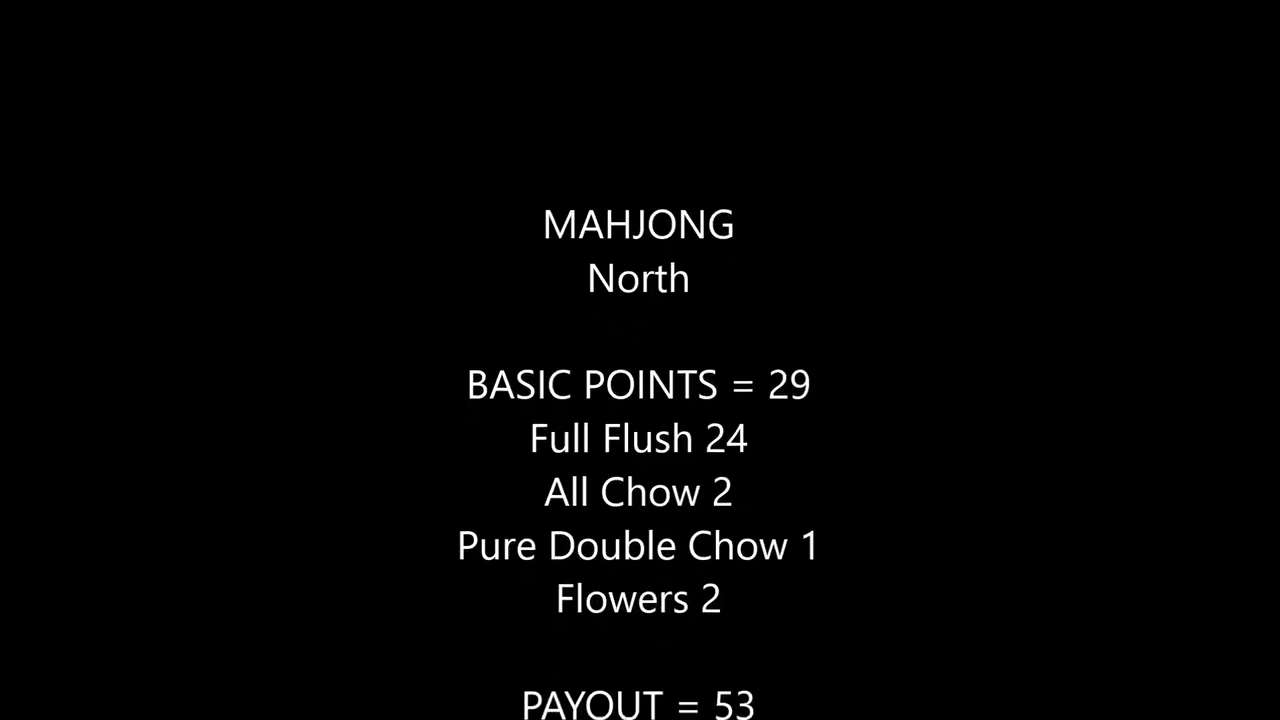 MAHJONG
North
BASIC POINTS = 29
Full Flush 24
All Chow 2
Pure Double Chow 1
Flowers 2
PAYOUT = 53